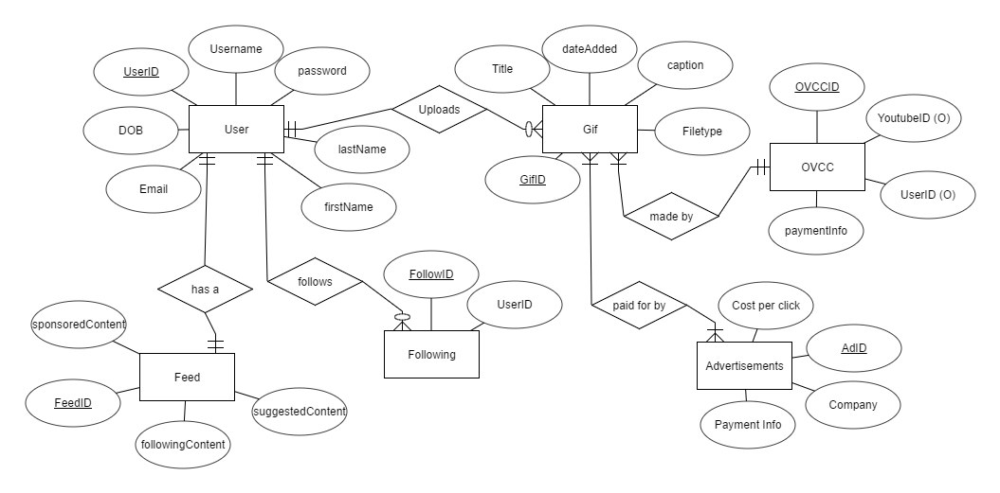 Username
dateAdded
UserID
password
Title
caption
OVCCID
Uploads
YoutubeID (O)
DOB
User
Gif
Filetype
lastName
OVCC
Email
GifID
UserID (O)
firstName
made by
paymentInfo
FollowID
has a
follows
UserID
paid for by
Cost per click
sponsoredContent
AdID
Following
Advertisements
Feed
FeedID
suggestedContent
Company
Payment Info
followingContent